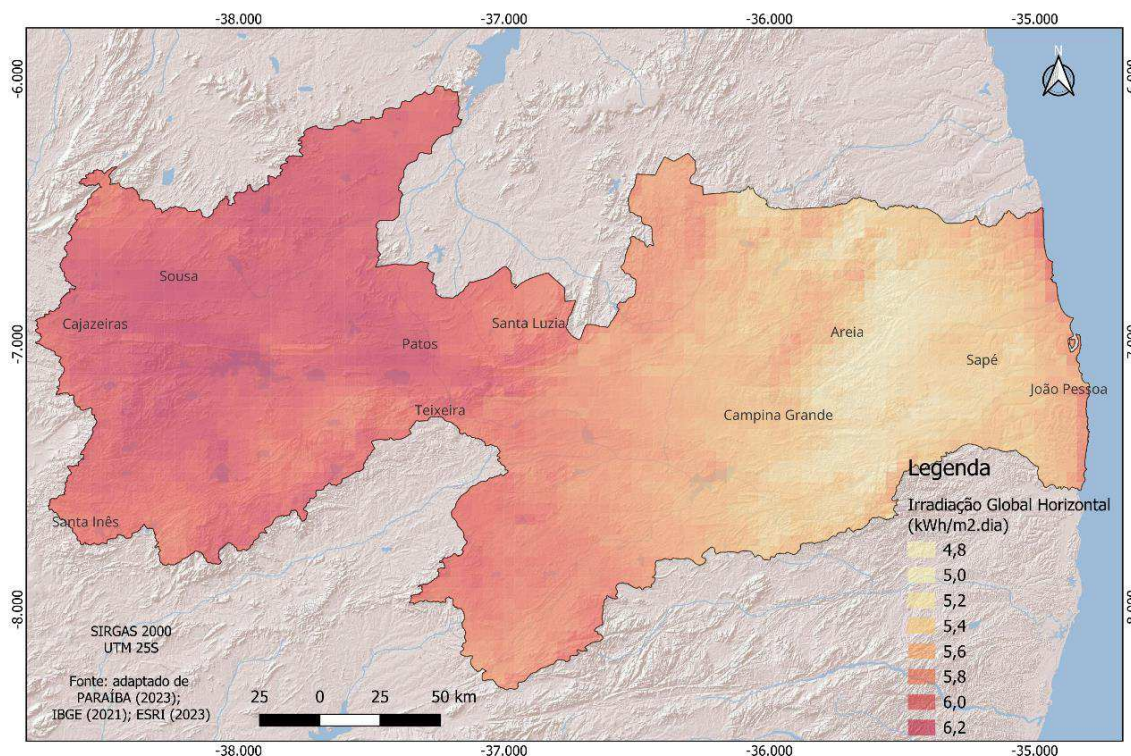 -38.000
-37.000
-36.000
-35.000
-6.000
-6.000
N
Sousa
Cajazeiras
Santa Luzia
Patos
Areia
Sapé
-7.000
-7.000
Teixeira
João Pessoa
Campina Grande
Santa Inês
Legenda
Irradiação Global Horizontal
(kWh/m2.dia)
4,8
5,0
5,2
5,4
5,6
5,8
6,0
6,2
-8.000
-8.000
SIRGAS 2000
UTM 25S
Fonte: adaptado de
PARAÍBA (2023);
IBGE (2021); ESRI (2023)
25 0 25 50 km
-38.000
-37.000
-36.000
-35.000